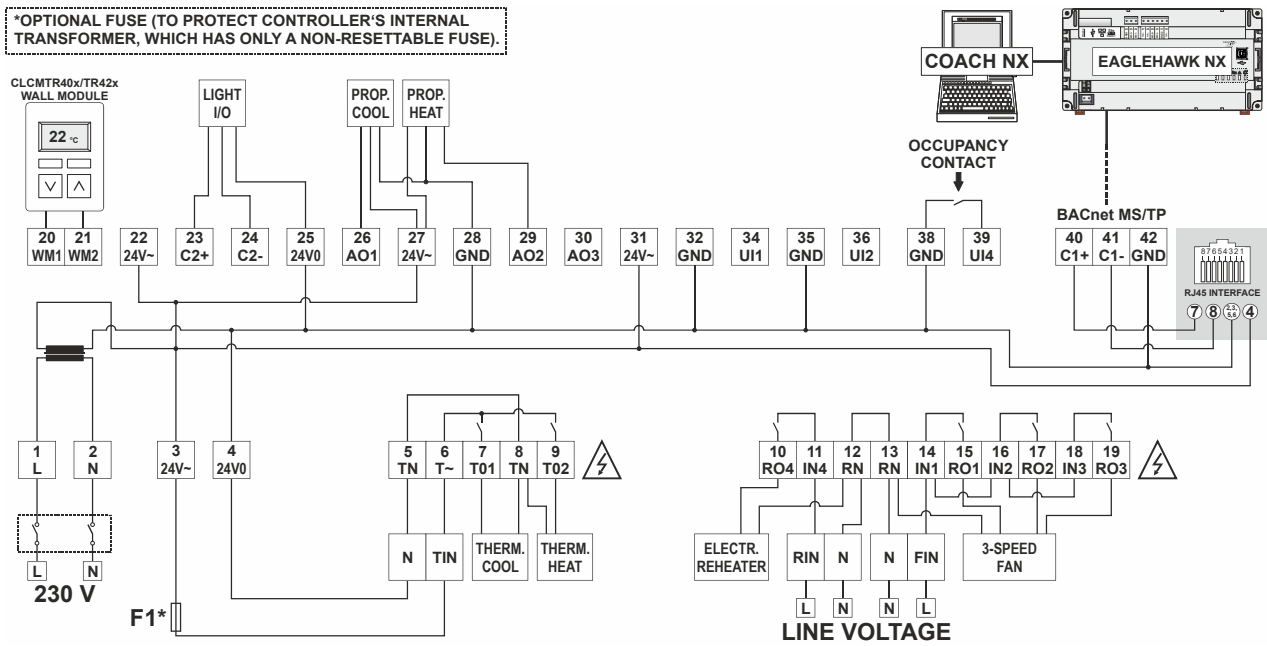 *OPTIONAL FUSE (TO PROTECT CONTROLLER'S INTERNAL
TRANSFORMER, WHICH HAS ONLY A NON-RESETTABLE FUSE).
COACH NX
EAGLEHAWK NX
CLCMTR40x/TR42x
WALL MODULE
22 °C
LIGHT
I/O
PROP.
COOL
PROP.
HEAT
OCCUPANCY
CONTACT
BACnet MS/TP
20 21 22 23 24 25 26 27 28 29 30 31 32 34 35 36 38 39 40 41 42
WM1 WM2 24V~ C2+ C2- 24V0 AO1 24V~ GND AO2 AO3 24V~ GND UI1 GND UI2 GND UI4 C1+ C1- GND
87654321
RJ45 INTERFACE
7 8 2,3, 4
5,6
1 2 3 4 5 6 7 8 9 10 11 12 13 14 15 16 17 18 19
L N 24V~ 24V0 TN T~ T01 TN T02 RO4 IN4 RN RN IN1 RO1 IN2 RO2 IN3 RO3
N TIN
THERM.
COOL
THERM.
HEAT
ELECTR.
REHEATER
RIN N N FIN
3-SPEED
FAN
L N
230 V
F1*
L N N L
LINE VOLTAGE